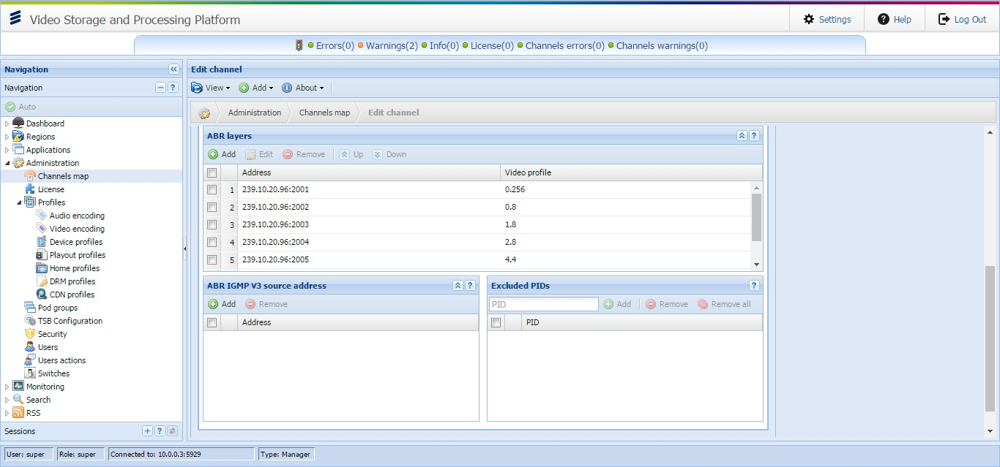 Video Storage and Processing Platform
Settings
Help
Log Out
Errors(0) Warnings(2) Info(0) License(0) Channels errors(0) Channels warnings(0)
Navigation
Navigation
Auto
Dashboard
Regions
Applications
Administration
Channels map
License
Profiles
Audio encoding
Video encoding
Device profiles
Playout profiles
Home profiles
DRM profiles
CDN profiles
Pod groups
TSB Configuration
Security
Users
Users actions
Switches
Monitoring
Search
RSS
Sessions
Edit channel
View Add About
Administration Channels map Edit channel
ABR layers
Add Edit Remove Up Down
Address Video profile
1 239.10.20.96:2001 0.256
2 239.10.20.96:2002 0.8
3 239.10.20.96:2003 1.8
4 239.10.20.96:2004 2.8
5 239.10.20.96:2005 4.4
ABR IGMP V3 source address
Add Remove
Address
Excluded PIDs
PID Add Remove Remove all
PID
User: super Role: super Connected to: 10.0.0.3:5929 Type: Manager